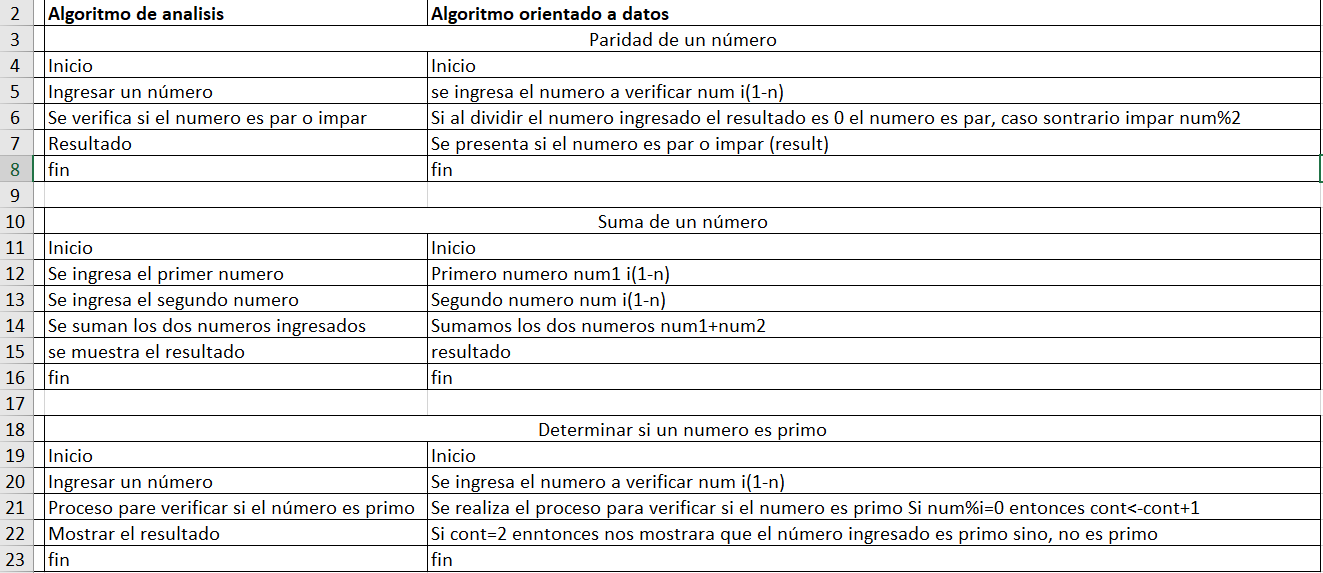 2 Algoritmo de analisis Algoritmo orientado a datos
3 Paridad de un número
4 Inicio Inicio
5 Ingresar un número se ingresa el numero a verificar num i(1-n)
6 Se verifica si el numero es par o impar Si al dividir el numero ingresado el resultado es 0 el numero es par, caso sontrario impar num%2
7 Resultado Se presenta si el numero es par o impar (result)
8 fin fin
9
10 Suma de un número
11 Inicio Inicio
12 Se ingresa el primer numero Primero numero num1 i(1-n)
13 Se ingresa el segundo numero Segundo numero num i(1-n)
14 Se suman los dos numeros ingresados Sumamos los dos numeros num1+num2
15 se muestra el resultado resultado
16 fin fin
17
18 Determinar si un numero es primo
19 Inicio Inicio
20 Ingresar un número Se ingresa el numero a verificar num i(1-n)
21 Proceso pare verificar si el número es primo Se realiza el proceso para verificar si el numero es primo Si num%i=0 entonces cont<-cont+1
22 Mostrar el resultado Si cont=2 enntonces nos mostrara que el número ingresado es primo sino, no es primo
23 fin fin